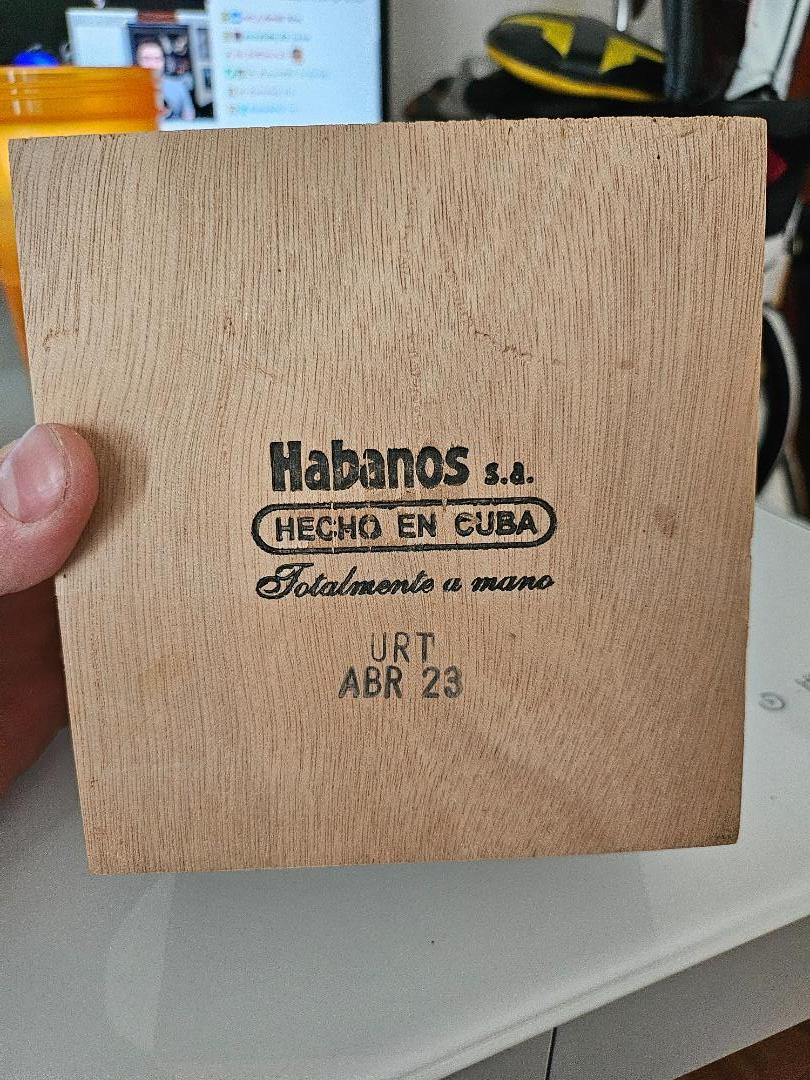 Habanos s.a.
HECHO EN CUBA
Totalmente a mano
URT
ABR 23